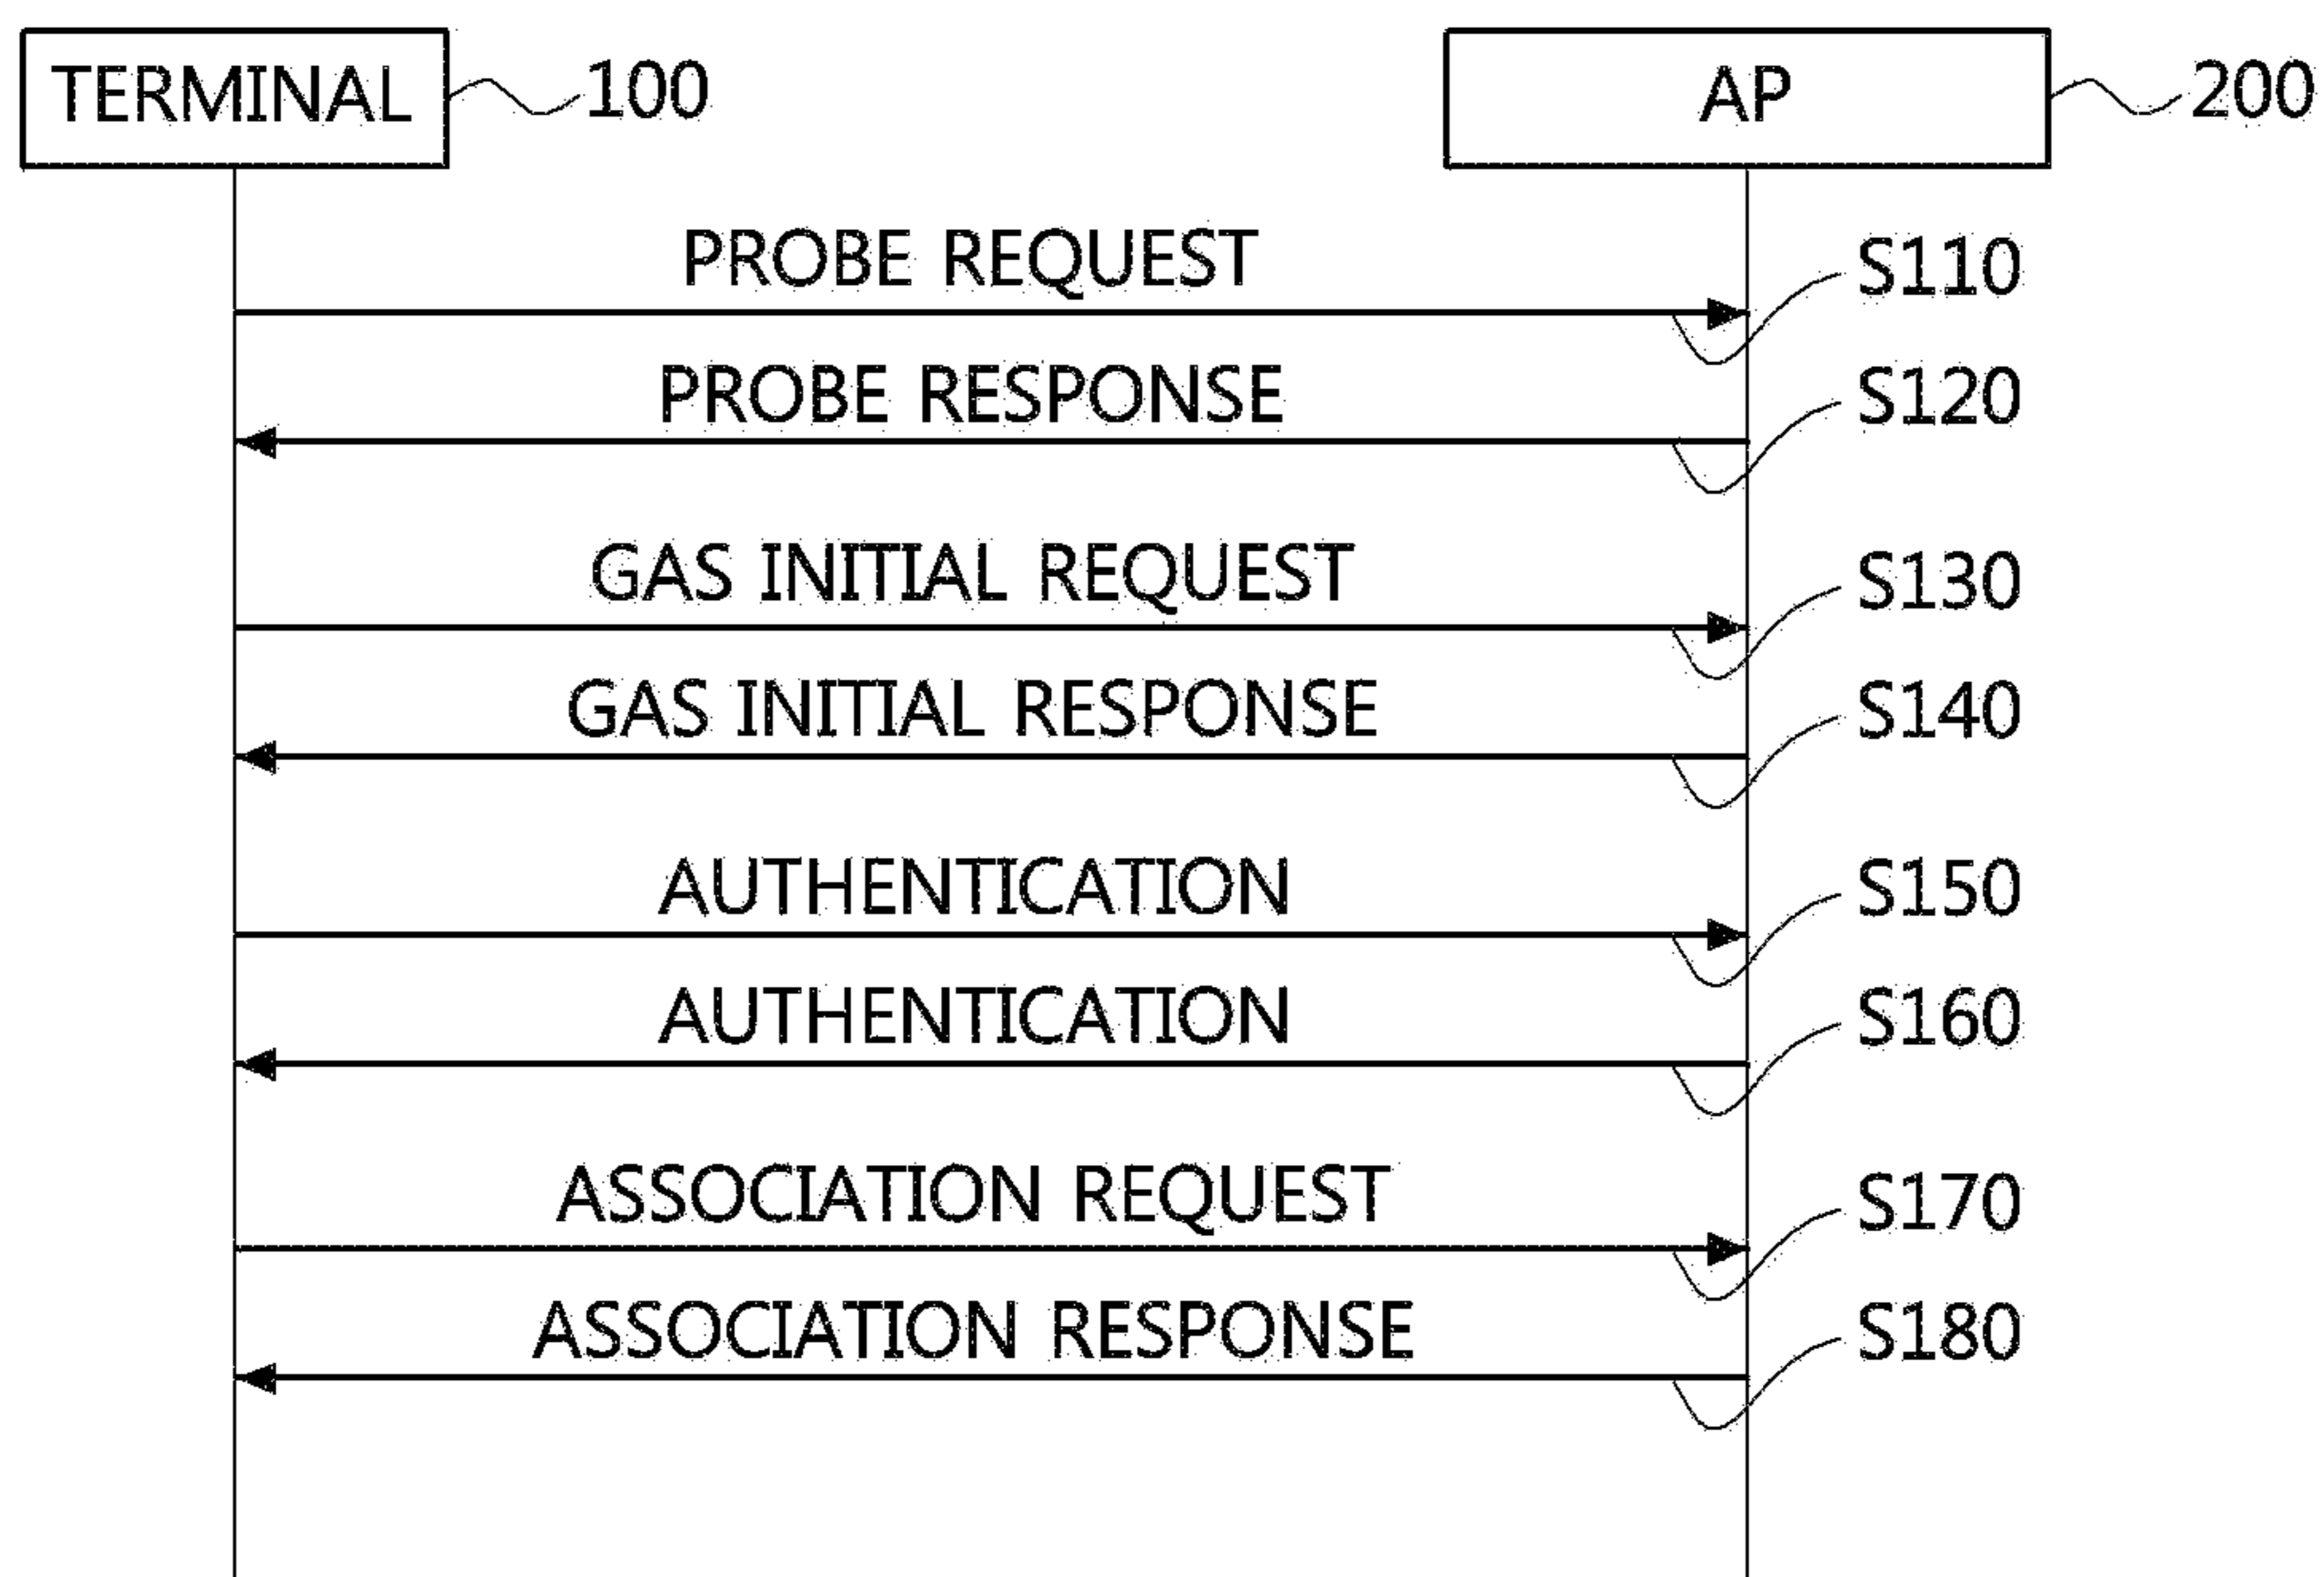 TERMINAL 100 AP 200
PROBE REQUEST S110
PROBE RESPONSE S120
GAS INITIAL REQUEST S130
GAS INITIAL RESPONSE S140
AUTHENTICATION S150
AUTHENTICATION S160
ASSOCIATION REQUEST S170
ASSOCIATION RESPONSE S180